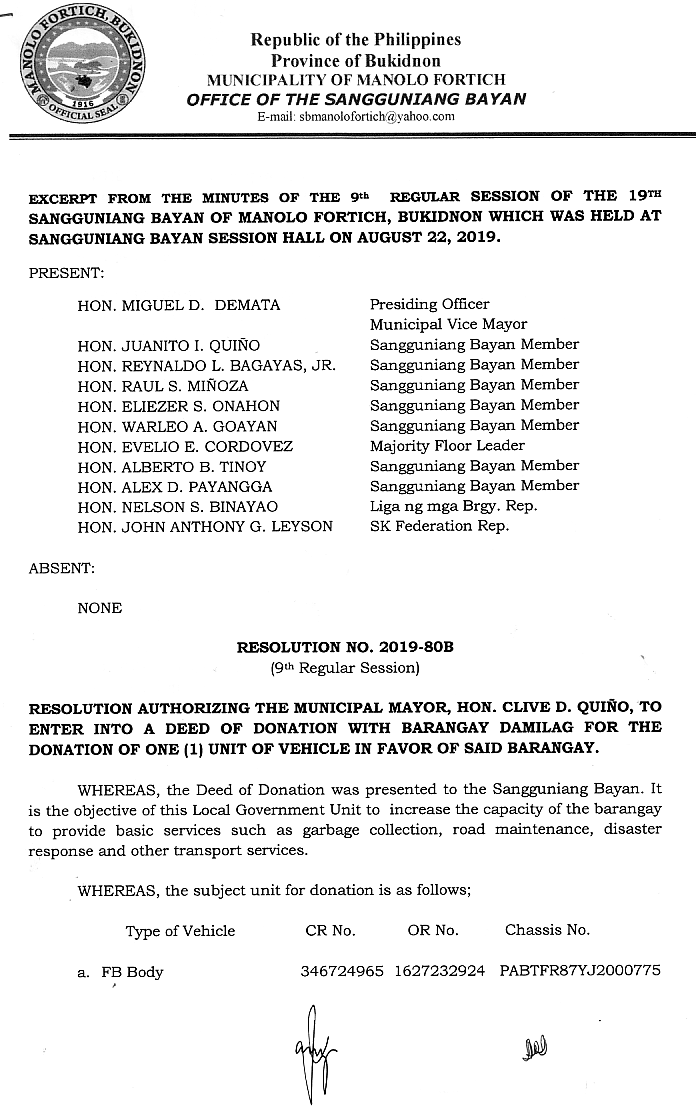 MANOLO FORTICH, BUKIDNON
1916
OFFICIAL SEAL
Republic of the Philippines
Province of Bukidnon
MUNICIPALITY OF MANOLO FORTICH
OFFICE OF THE SANGGUNIANG BAYAN
E-mail: sbmanolofortich@yahoo.com
EXCERPT FROM THE MINUTES OF THE 9th REGULAR SESSION OF THE 19TH
SANGGUNIANG BAYAN OF MANOLO FORTICH, BUKIDNON WHICH WAS HELD AT
SANGGUNIANG BAYAN SESSION HALL ON AUGUST 22, 2019.
PRESENT:
HON. MIGUEL D. DEMATA Presiding Officer
Municipal Vice Mayor
HON. JUANITO I. QUIÑO Sangguniang Bayan Member
HON. REYNALDO L. BAGAYAS, JR. Sangguniang Bayan Member
HON. RAUL S. MIÑOZA Sangguniang Bayan Member
HON. ELIEZER S. ONAHON Sangguniang Bayan Member
HON. WARLEO A. GOAYAN Sangguniang Bayan Member
HON. EVELIO E. CORDOVEZ Majority Floor Leader
HON. ALBERTO B. TINOY Sangguniang Bayan Member
HON. ALEX D. PAYANGGA Sangguniang Bayan Member
HON. NELSON S. BINAYAO Liga ng mga Brgy. Rep.
HON. JOHN ANTHONY G. LEYSON SK Federation Rep.
ABSENT:
NONE
RESOLUTION NO. 2019-80B
(9th Regular Session)
RESOLUTION AUTHORIZING THE MUNICIPAL MAYOR, HON. CLIVE D. QUIÑO, TO
ENTER INTO A DEED OF DONATION WITH BARANGAY DAMILAG FOR THE
DONATION OF ONE (1) UNIT OF VEHICLE IN FAVOR OF SAID BARANGAY.
WHEREAS, the Deed of Donation was presented to the Sangguniang Bayan. It
is the objective of this Local Government Unit to increase the capacity of the barangay
to provide basic services such as garbage collection, road maintenance, disaster
response and other transport services.
WHEREAS, the subject unit for donation is as follows;
Type of Vehicle CR No. OR No. Chassis No.
a. FB Body 346724965 1627232924 PABTFR87YJ2000775